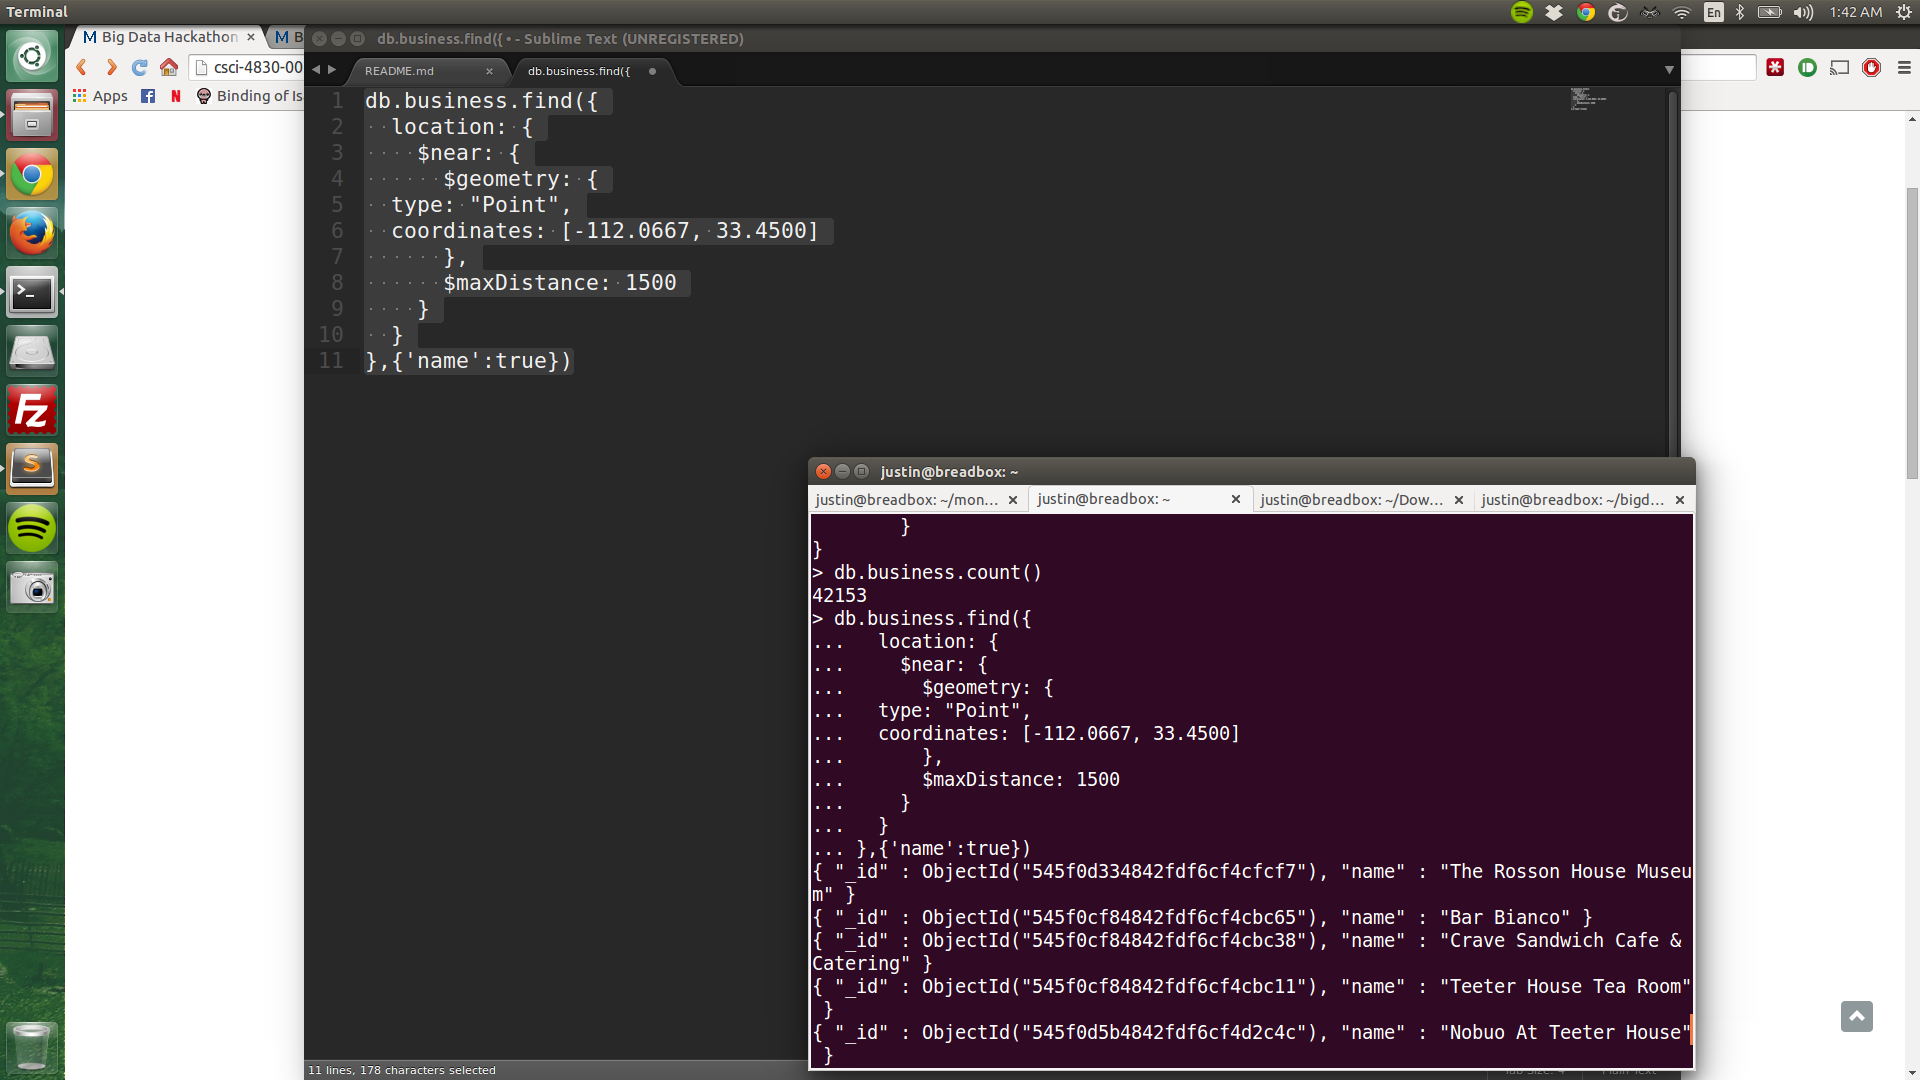 Terminal
En
1:42 AM
Big Data Hackathon
csci-4830-00
Apps
Binding of Is
db.business.find({ • - Sublime Text (UNREGISTERED)
README.md
db.business.find({
1 db.business.find({
2   location: {
3     $near: {
4       $geometry: {
5   type: "Point",
6   coordinates: [-112.0667, 33.4500]
7       },
8       $maxDistance: 1500
9     }
10   }
11 },{'name':true})
11 lines, 178 characters selected
justin@breadbox: ~
justin@breadbox: ~/mon...
justin@breadbox: ~
justin@breadbox: ~/Dow...
justin@breadbox: ~/bigd...
        }
}
> db.business.count()
42153
> db.business.find({
...   location: {
...     $near: {
...       $geometry: {
...   type: "Point",
...   coordinates: [-112.0667, 33.4500]
...       },
...       $maxDistance: 1500
...     }
...   }
... },{'name':true})
{ "_id" : ObjectId("545f0d334842fdf6cf4cfcf7"), "name" : "The Rosson House Museu
m" }
{ "_id" : ObjectId("545f0cf84842fdf6cf4cbc65"), "name" : "Bar Bianco" }
{ "_id" : ObjectId("545f0cf84842fdf6cf4cbc38"), "name" : "Crave Sandwich Cafe &
Catering" }
{ "_id" : ObjectId("545f0cf84842fdf6cf4cbc11"), "name" : "Teeter House Tea Room"
 }
{ "_id" : ObjectId("545f0d5b4842fdf6cf4d2c4c"), "name" : "Nobuo At Teeter House"
 }